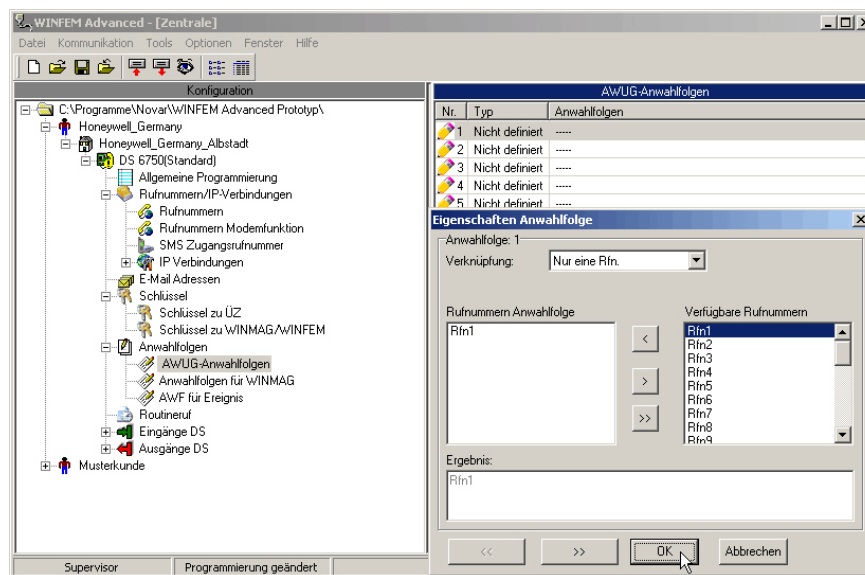 WINFEM Advanced - [Zentrale]
Datei Kommunikation Tools Optionen Fenster Hilfe
Konfiguration
C:\Programme\Novar\WINFEM Advanced Prototyp\
Honeywell_Germany
Honeywell_Germany_Albstadt
DS 6750(Standard)
Allgemeine Programmierung
Rufnummern/IP-Verbindungen
Rufnummern
Rufnummern Modemfunktion
SMS Zugangsrufnummer
IP Verbindungen
E-Mail Adressen
Schlüssel
Schlüssel zu ÜZ
Schlüssel zu WINMAG/WINFEM
Anwahlfolgen
AWUG-Anwahlfolgen
Anwahlfolgen für WINMAG
AWF für Ereignis
Routineruf
Eingänge DS
Ausgänge DS
Musterkunde
AWUG-Anwahlfolgen
Nr. Typ Anwahlfolgen
1 Nicht definiert -----
2 Nicht definiert -----
3 Nicht definiert -----
4 Nicht definiert -----
5 Nicht definiert -----
Eigenschaften Anwahlfolge
Anwahlfolge: 1
Verknüpfung: Nur eine Rfn.
Rufnummern Anwahlfolge
Rfn1
<
>
>>
Verfügbare Rufnummern
Rfn1
Rfn2
Rfn3
Rfn4
Rfn5
Rfn6
Rfn7
Rfn8
Rfn9
Ergebnis:
Rfn1
<< >> OK Abbrechen
Supervisor Programmierung geändert